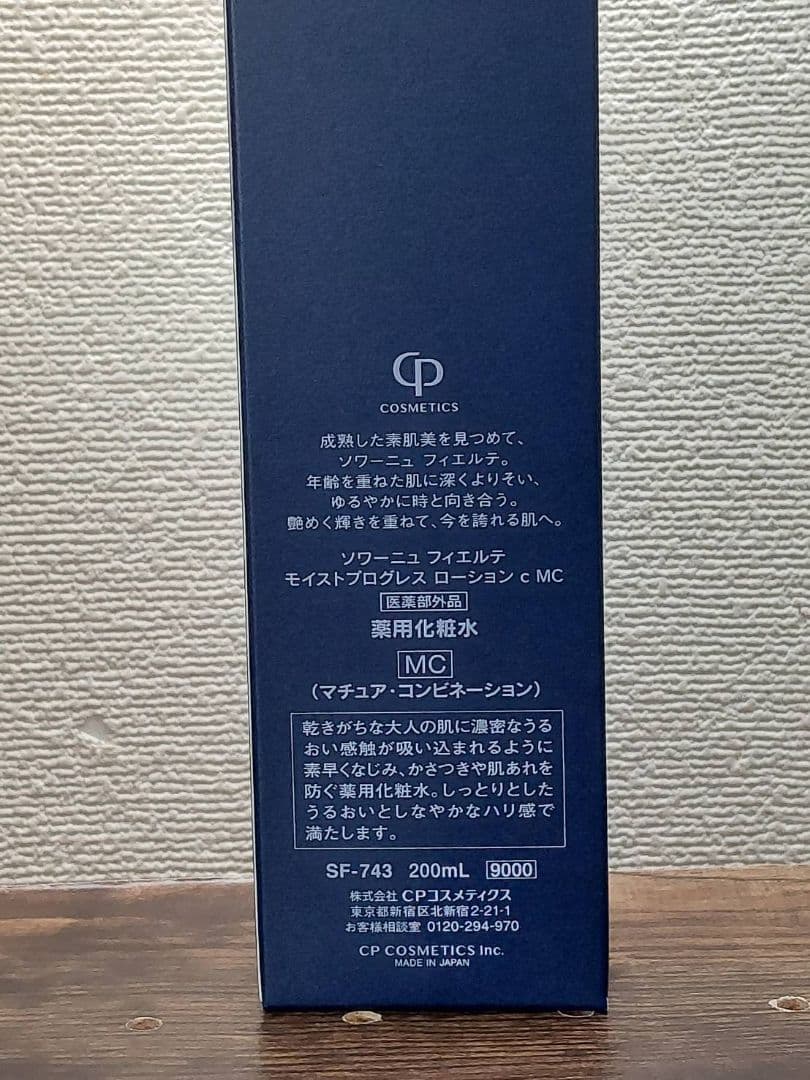 CP
COSMETICS
成熟した素肌美を見つめて、
ソワーニュ フィエルテ。
年齢を重ねた肌に深くよりそい、
ゆるやかに時と向き合う。
艶めく輝きを重ねて、今を誇れる肌へ。
ソワーニュ フィエルテ
モイストプログレス ローション c MC
医薬部外品
薬用化粧水
MC
（マチュア・コンビネーション）
乾きがちな大人の肌に濃密なうる
おい感触が吸い込まれるように
素早くなじみ、かさつきや肌あれを
防ぐ薬用化粧水。しっとりとした
うるおいとしなやかなハリ感で
満たします。
SF-743 200mL 9000
株式会社 CPコスメティクス
東京都新宿区北新宿2-21-1
お客様相談室 0120-294-970
CP COSMETICS Inc.
MADE IN JAPAN